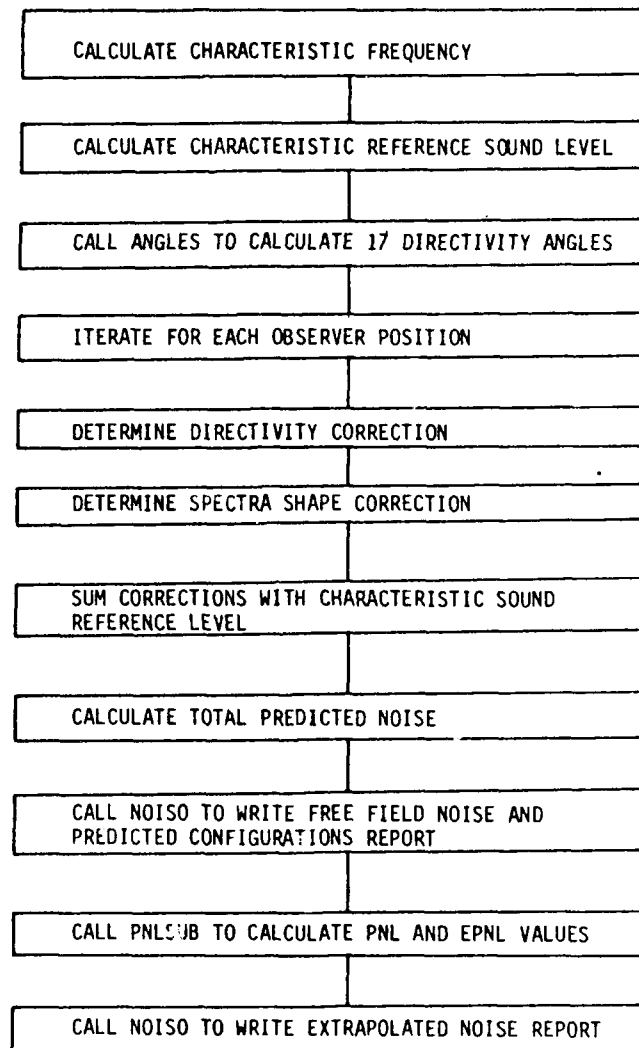 CALCULATE CHARACTERISTIC FREQUENCY
CALCULATE CHARACTERISTIC REFERENCE SOUND LEVEL
CALL ANGLES TO CALCULATE 17 DIRECTIVITY ANGLES
ITERATE FOR EACH OBSERVER POSITION
DETERMINE DIRECTIVITY CORRECTION
DETERMINE SPECTRA SHAPE CORRECTION
SUM CORRECTIONS WITH CHARACTERISTIC SOUND
REFERENCE LEVEL
CALCULATE TOTAL PREDICTED NOISE
CALL NOISO TO WRITE FREE FIELD NOISE AND
PREDICTED CONFIGURATIONS REPORT
CALL PNLSUB TO CALCULATE PNL AND EPNL VALUES
CALL NOISO TO WRITE EXTRAPOLATED NOISE REPORT